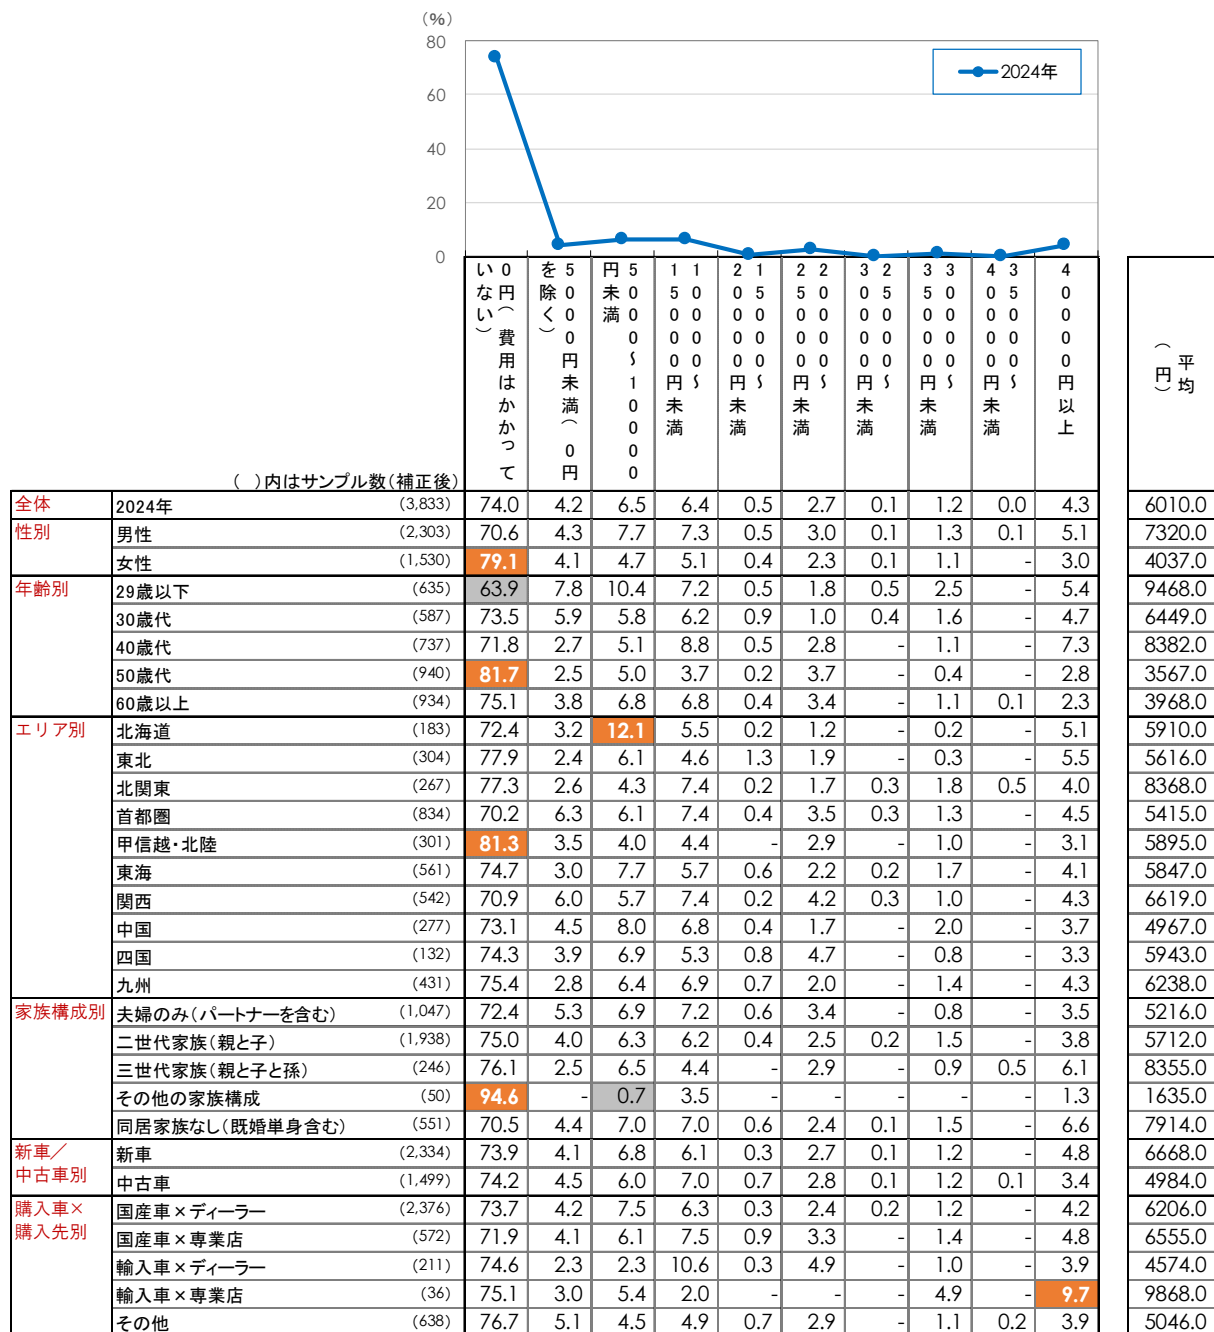 (%)
80
60
40
20
0
2024年
0円(費用はかかって
いない)
5000円未満(0円
を除く)
5000~10000
円未満
10000~
15000円未満
15000~
20000円未満
20000~
25000円未満
25000~
30000円未満
30000~
35000円未満
35000~
40000円未満
40000円以上
平均
(円)
( )内はサンプル数(補正後)
全体 2024年 (3,833) 74.0 4.2 6.5 6.4 0.5 2.7 0.1 1.2 0.0 4.3 6010.0
性別 男性 (2,303) 70.6 4.3 7.7 7.3 0.5 3.0 0.1 1.3 0.1 5.1 7320.0
女性 (1,530) 79.1 4.1 4.7 5.1 0.4 2.3 0.1 1.1 - 3.0 4037.0
年齢別 29歳以下 (635) 63.9 7.8 10.4 7.2 0.5 1.8 0.5 2.5 - 5.4 9468.0
30歳代 (587) 73.5 5.9 5.8 6.2 0.9 1.0 0.4 1.6 - 4.7 6449.0
40歳代 (737) 71.8 2.7 5.1 8.8 0.5 2.8 - 1.1 - 7.3 8382.0
50歳代 (940) 81.7 2.5 5.0 3.7 0.2 3.7 - 0.4 - 2.8 3567.0
60歳以上 (934) 75.1 3.8 6.8 6.8 0.4 3.4 - 1.1 0.1 2.3 3968.0
エリア別 北海道 (183) 72.4 3.2 12.1 5.5 0.2 1.2 - 0.2 - 5.1 5910.0
東北 (304) 77.9 2.4 6.1 4.6 1.3 1.9 - 0.3 - 5.5 5616.0
北関東 (267) 77.3 2.6 4.3 7.4 0.2 1.7 0.3 1.8 0.5 4.0 8368.0
首都圏 (834) 70.2 6.3 6.1 7.4 0.4 3.5 0.3 1.3 - 4.5 5415.0
甲信越・北陸 (301) 81.3 3.5 4.0 4.4 - 2.9 - 1.0 - 3.1 5895.0
東海 (561) 74.7 3.0 7.7 5.7 0.6 2.2 0.2 1.7 - 4.1 5847.0
関西 (542) 70.9 6.0 5.7 7.4 0.2 4.2 0.3 1.0 - 4.3 6619.0
中国 (277) 73.1 4.5 8.0 6.8 0.4 1.7 - 2.0 - 3.7 4967.0
四国 (132) 74.3 3.9 6.9 5.3 0.8 4.7 - 0.8 - 3.3 5943.0
九州 (431) 75.4 2.8 6.4 6.9 0.7 2.0 - 1.4 - 4.3 6238.0
家族構成別 夫婦のみ(パートナーを含む) (1,047) 72.4 5.3 6.9 7.2 0.6 3.4 - 0.8 - 3.5 5216.0
二世代家族(親と子) (1,938) 75.0 4.0 6.3 6.2 0.4 2.5 0.2 1.5 - 3.8 5712.0
三世代家族(親と子と孫) (246) 76.1 2.5 6.5 4.4 - 2.9 - 0.9 0.5 6.1 8355.0
その他の家族構成 (50) 94.6 - 0.7 3.5 - - - - - 1.3 1635.0
同居家族なし(既婚単身含む) (551) 70.5 4.4 7.0 7.0 0.6 2.4 0.1 1.5 - 6.6 7914.0
新車/
中古車別
新車 (2,334) 73.9 4.1 6.8 6.1 0.3 2.7 0.1 1.2 - 4.8 6668.0
中古車 (1,499) 74.2 4.5 6.0 7.0 0.7 2.8 0.1 1.2 0.1 3.4 4984.0
購入車×
購入先別
国産車×ディーラー (2,376) 73.7 4.2 7.5 6.3 0.3 2.4 0.2 1.2 - 4.2 6206.0
国産車×専業店 (572) 71.9 4.1 6.1 7.5 0.9 3.3 - 1.4 - 4.8 6555.0
輸入車×ディーラー (211) 74.6 2.3 2.3 10.6 0.3 4.9 - 1.0 - 3.9 4574.0
輸入車×専業店 (36) 75.1 3.0 5.4 2.0 - - - 4.9 - 9.7 9868.0
その他 (638) 76.7 5.1 4.5 4.9 0.7 2.9 - 1.1 0.2 3.9 5046.0